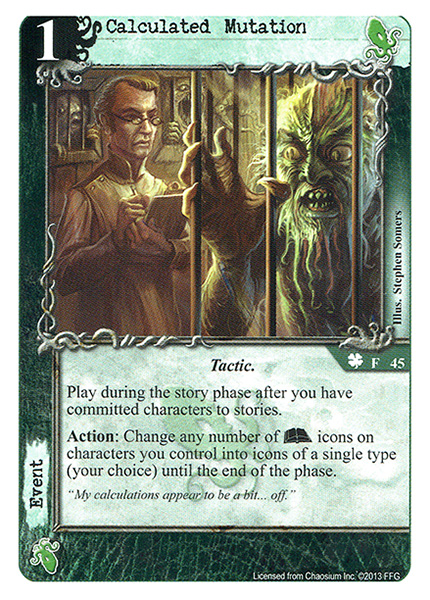 1
Calculated Mutation
Illus. Stephen Somers
F 45
Tactic.
Play during the story phase after you have
committed characters to stories.
Action: Change any number of icons on
characters you control into icons of a single type
(your choice) until the end of the phase.
"My calculations appear to be a bit... off."
Event
Licensed from Chaosium Inc. ©2013 FFG